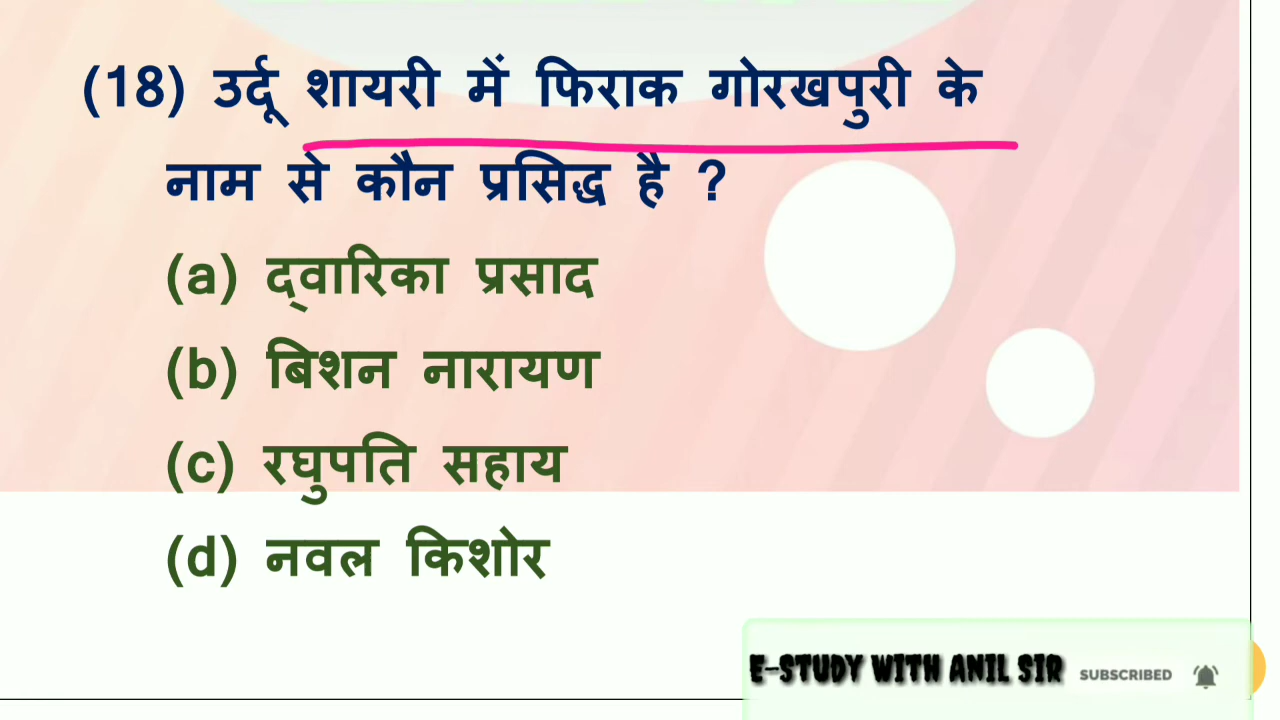 (18) उर्दू शायरी में फिराक गोरखपुरी के
नाम से कौन प्रसिद्ध है ?
(a) द्वारिका प्रसाद
(b) बिशन नारायण
(c) रघुपति सहाय
(d) नवल किशोर
E-STUDY WITH ANIL SIR SUBSCRIBED